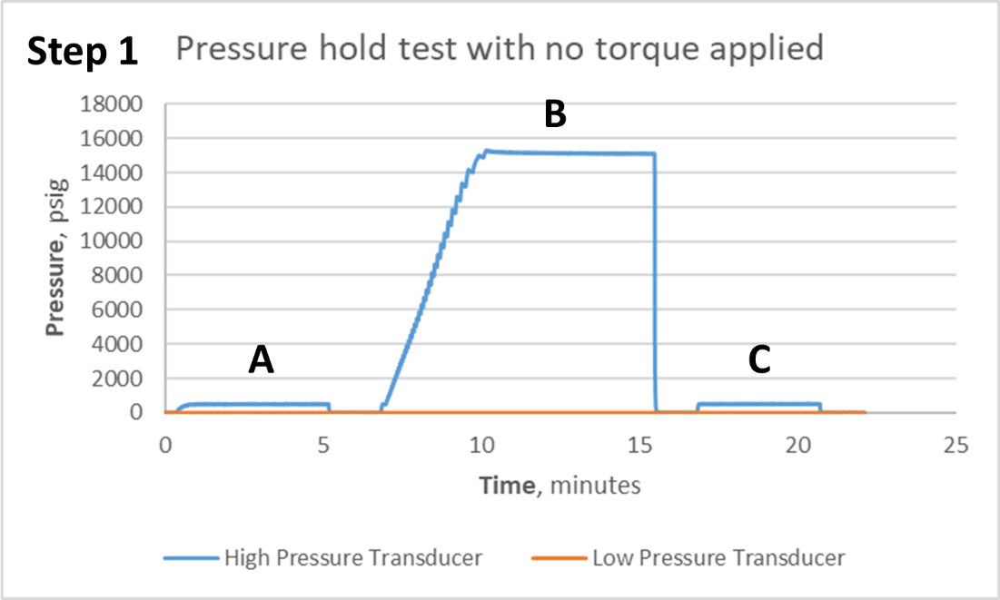 Step 1 Pressure hold test with no torque applied
18000
16000
14000
12000
10000
8000
6000
4000
2000
0
Pressure, psig
A
B
C
0 5 10 15 20 25
Time, minutes
High Pressure Transducer Low Pressure Transducer